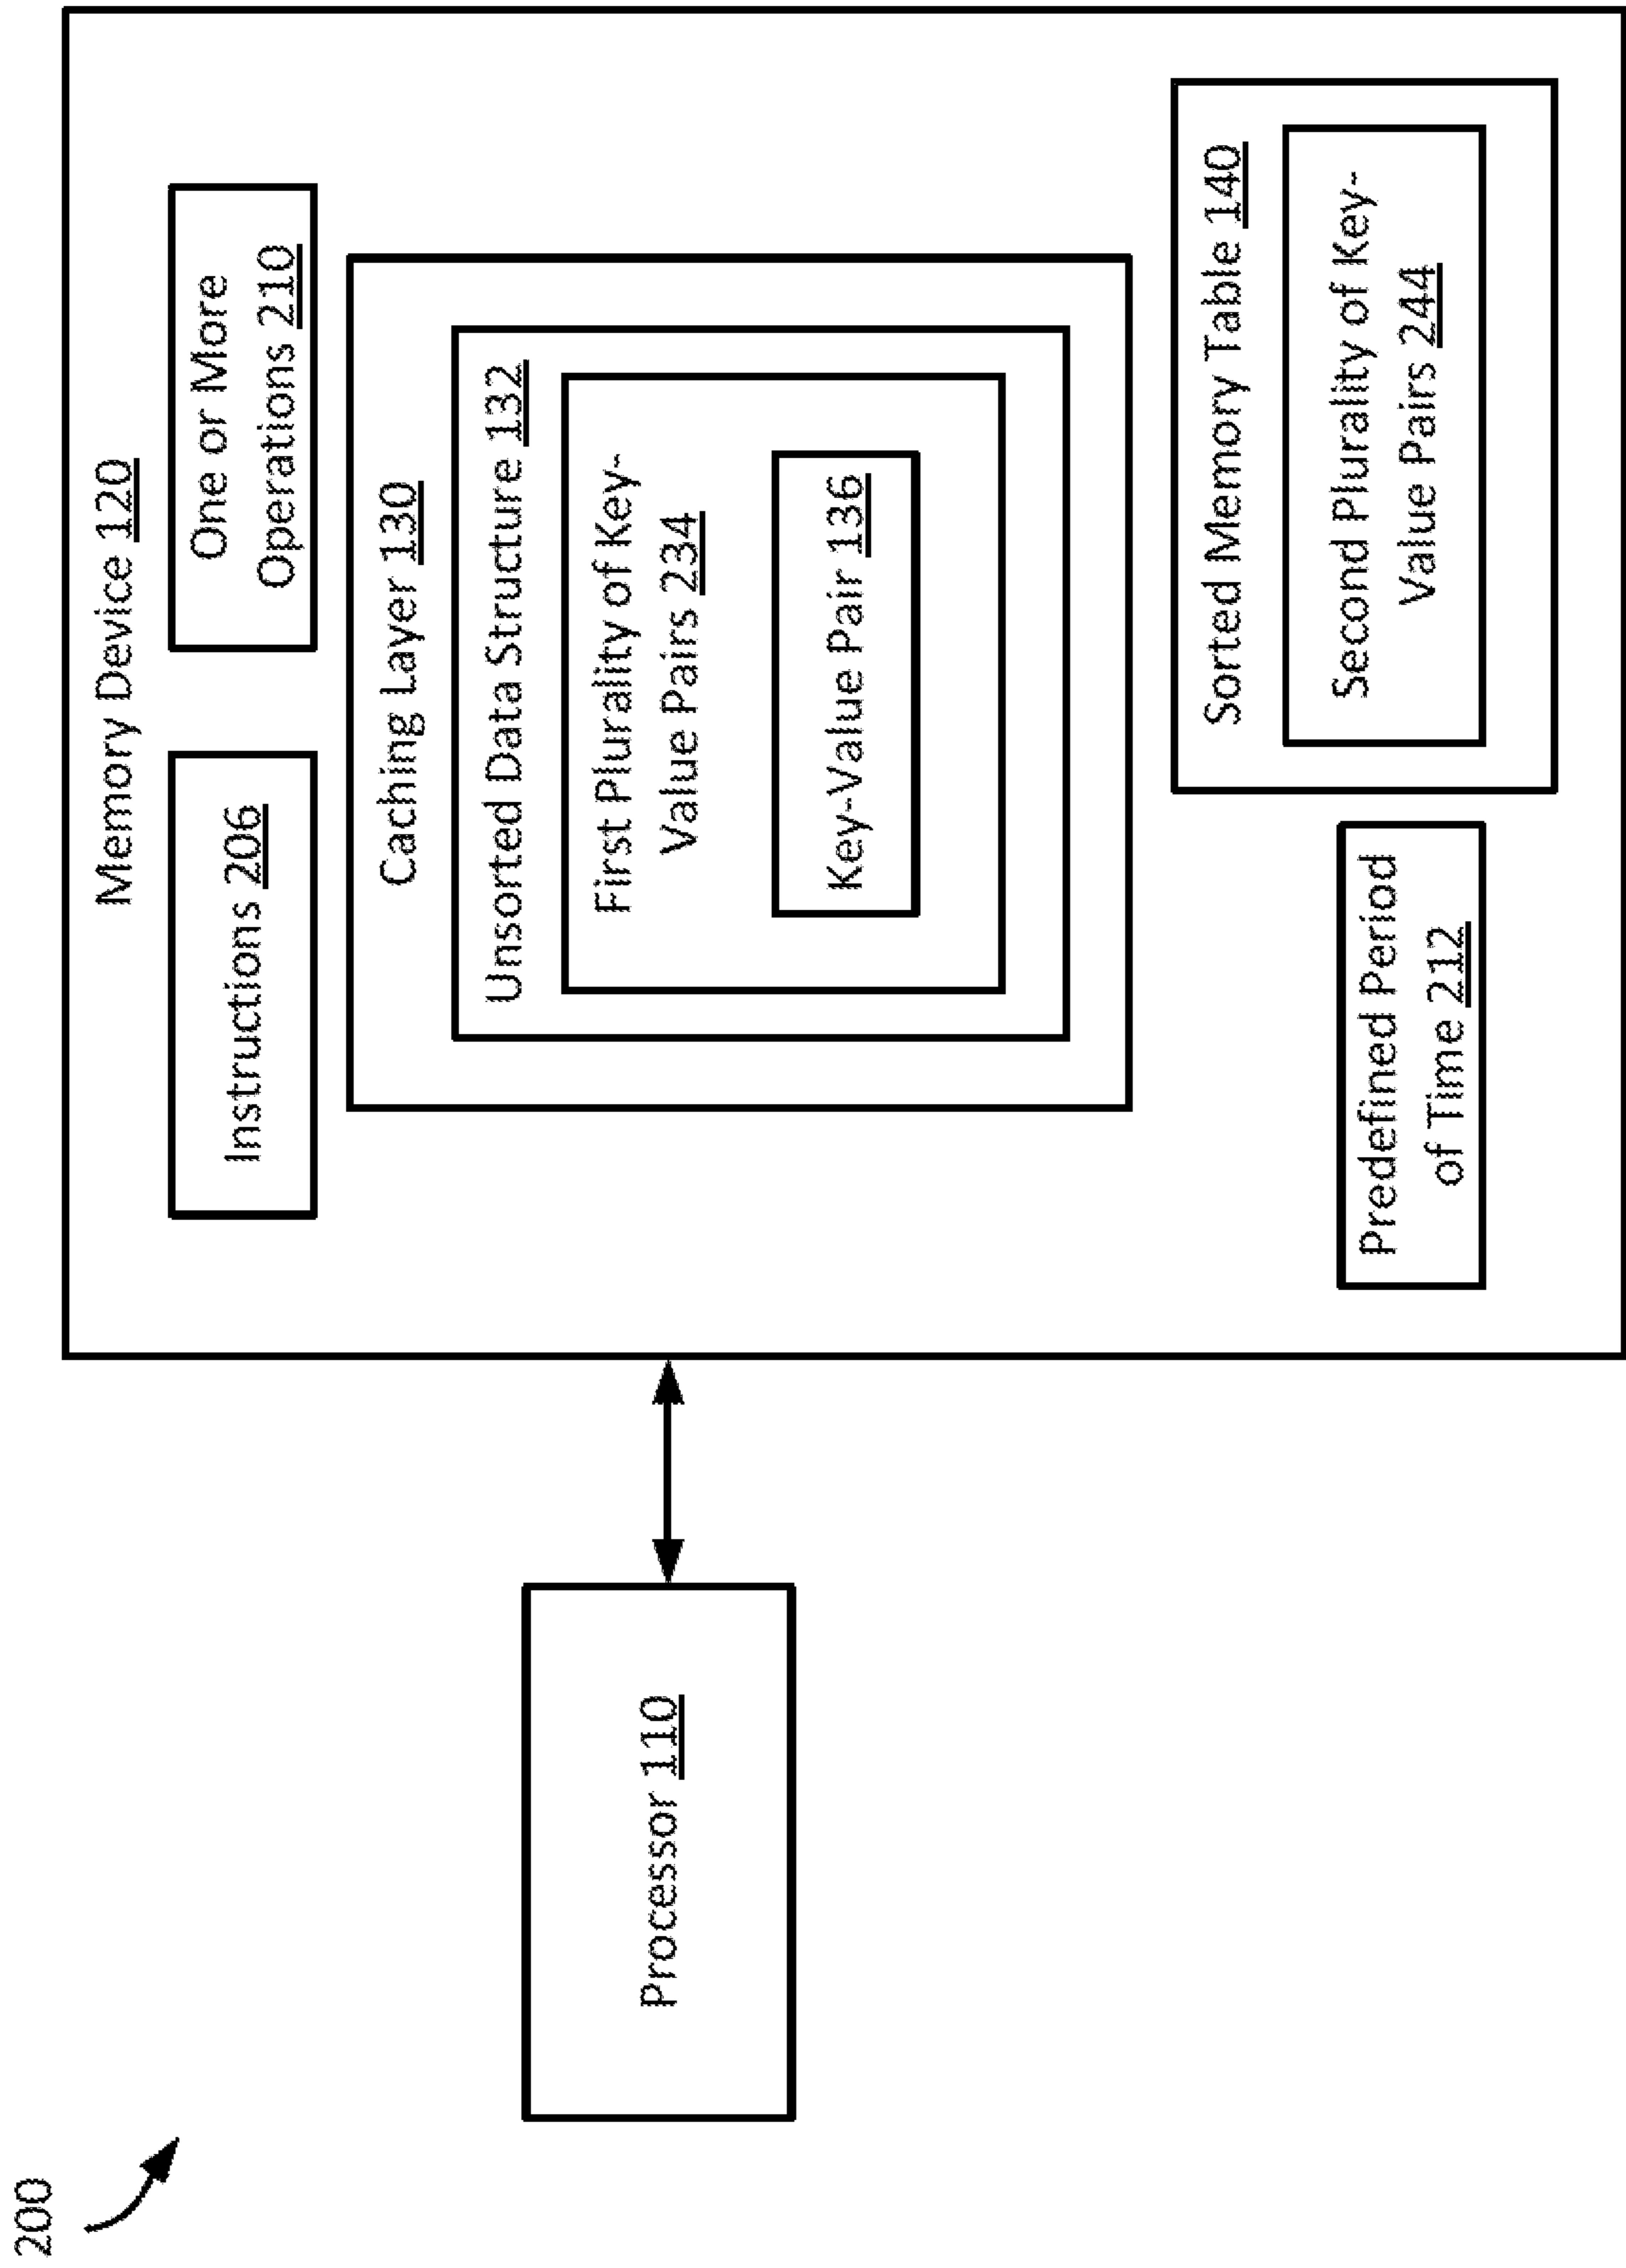 200
Processor 110
Memory Device 120
Instructions 206
One or More
Operations 210
Caching Layer 130
Unsorted Data Structure 132
First Plurality of Key-
Value Pairs 234
Key-Value Pair 136
Predefined Period
of Time 212
Sorted Memory Table 140
Second Plurality of Key-
Value Pairs 244